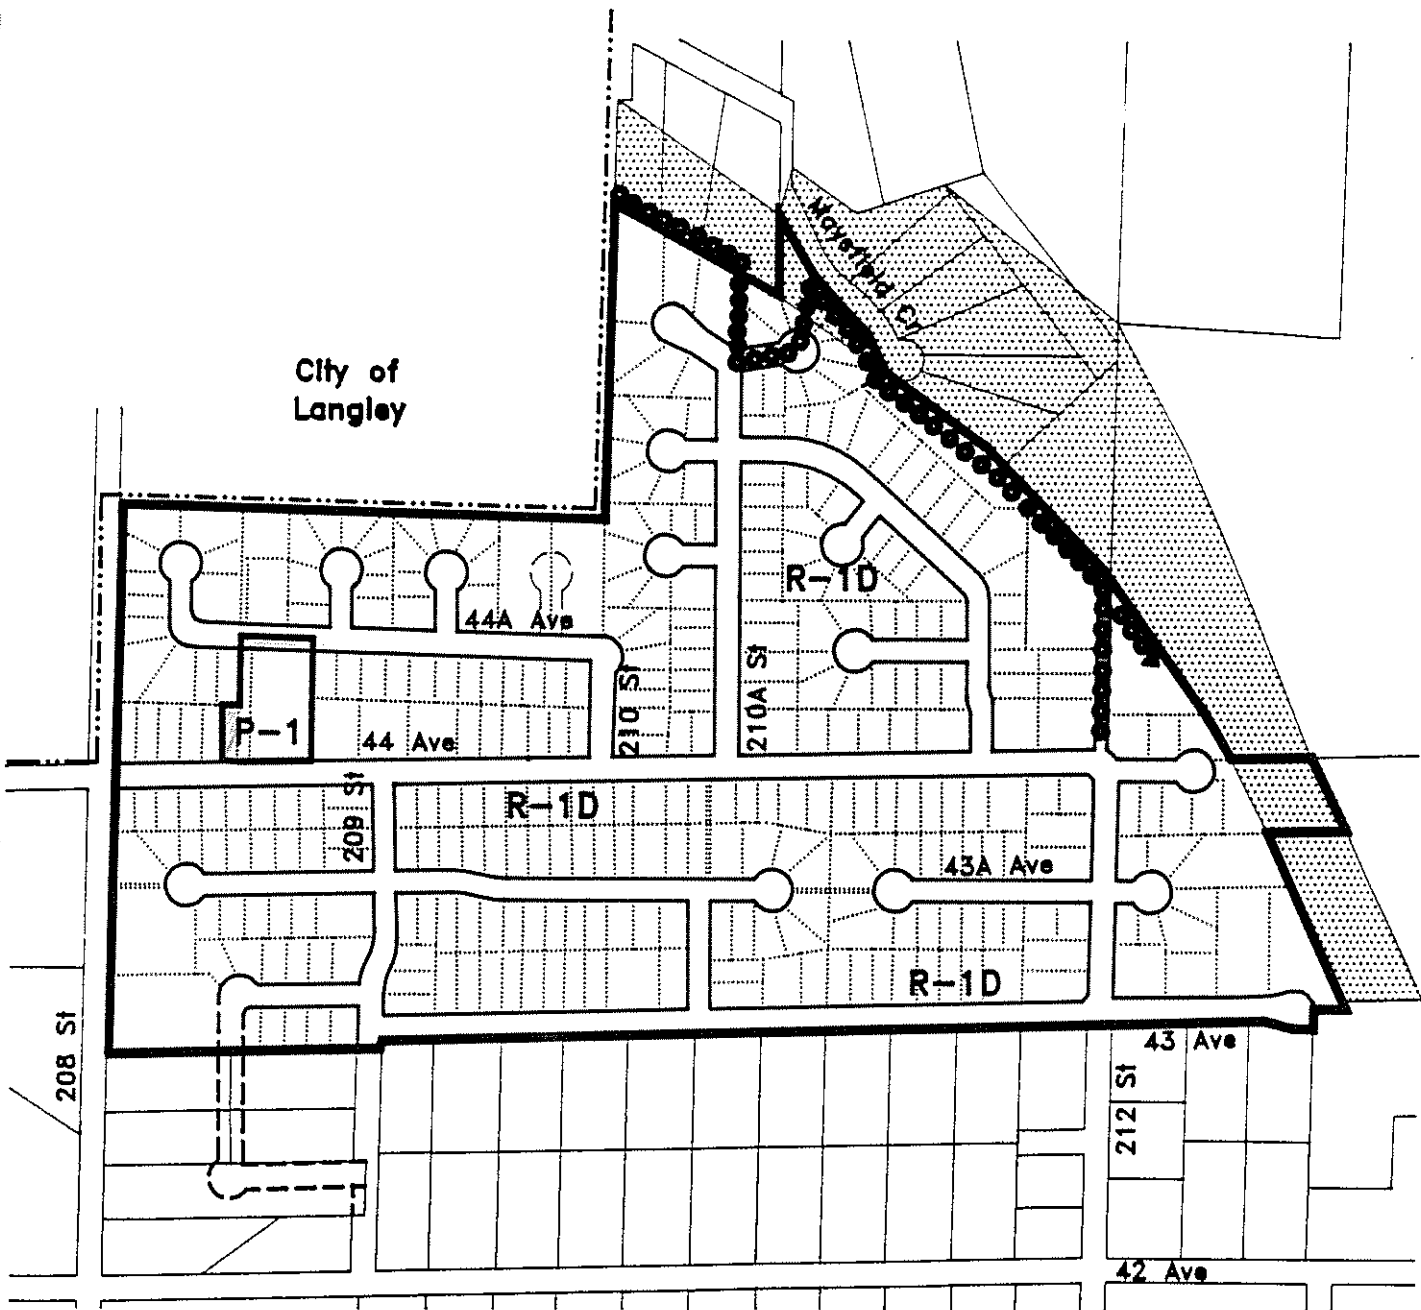 Mayefield Cr
City of
Langley
R-1D
44A Ave
210 St
210A St
P-1
44 Ave
209 St
R-1D
43A Ave
R-1D
208 St
43 Ave
212 St
42 Ave